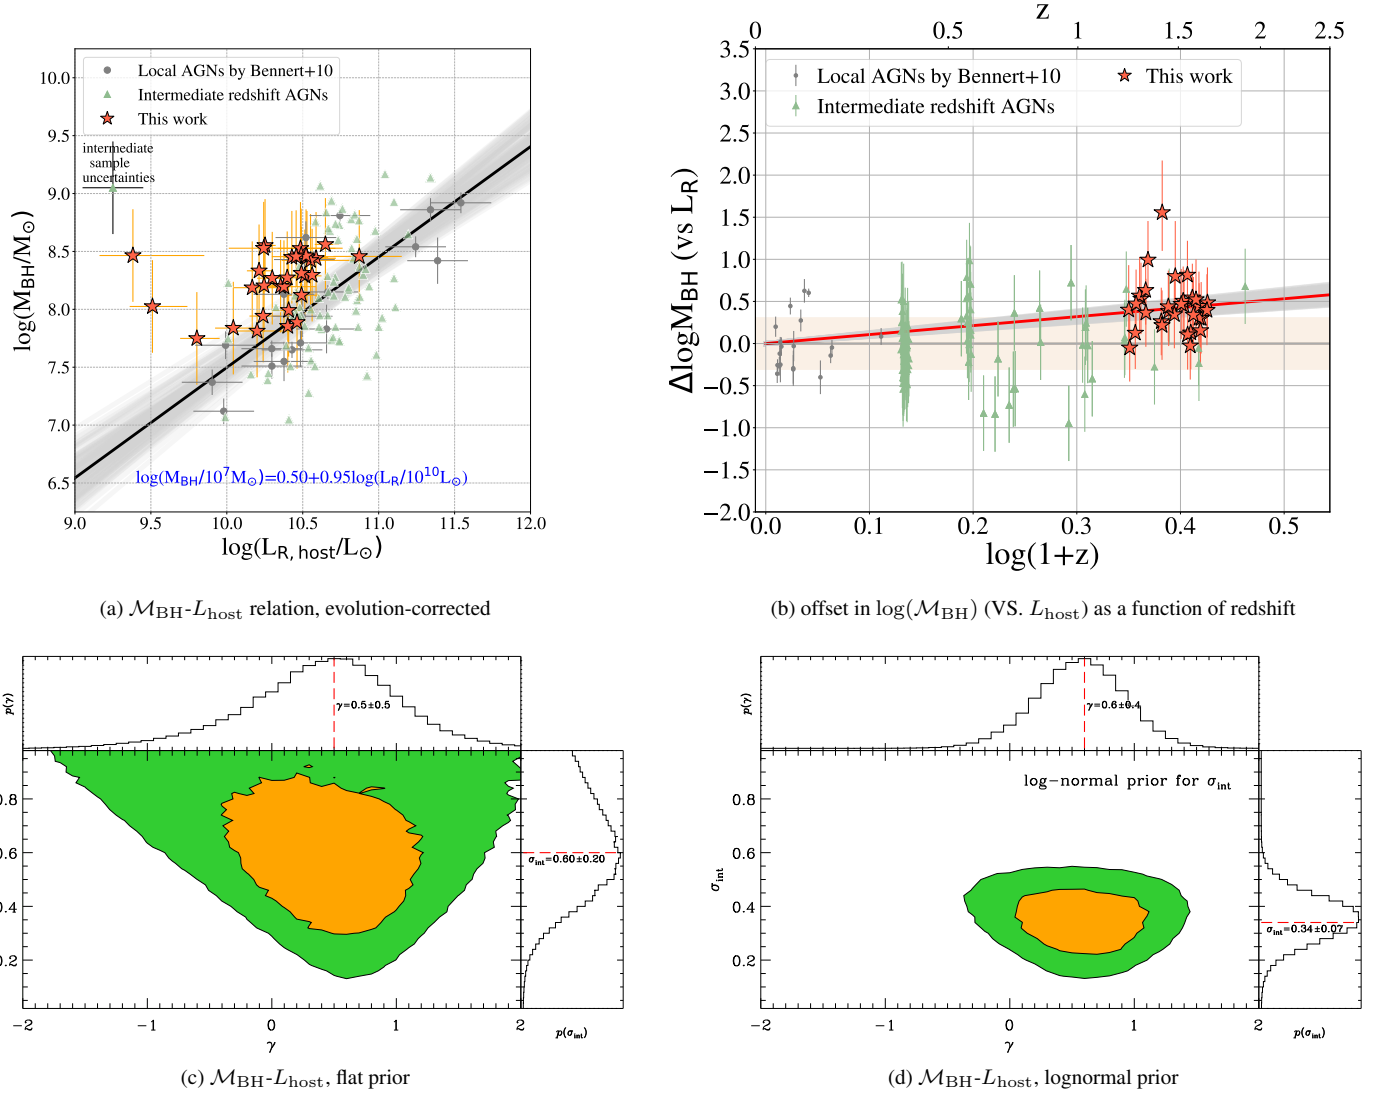 Local AGNs by Bennert+10
Intermediate redshift AGNs
This work
intermediate
sample
uncertainties
log(M_BH/10^7M_⊙)=0.50+0.95log(L_R/10^10L_⊙)
log(M_BH/M_⊙)
10.0
9.5
9.0
8.5
8.0
7.5
7.0
6.5
9.0 9.5 10.0 10.5 11.0 11.5 12.0
log(L_R, host/L_⊙)
(a) M_BH-L_host relation, evolution-corrected
z
0 0.5 1 1.5 2 2.5
Local AGNs by Bennert+10
Intermediate redshift AGNs
This work
ΔlogM_BH (vs L_R)
3.5
3.0
2.5
2.0
1.5
1.0
0.5
0.0
−0.5
−1.0
−1.5
−2.0
0.0 0.1 0.2 0.3 0.4 0.5
log(1+z)
(b) offset in log(M_BH) (VS. L_host) as a function of redshift
p(γ)
γ=0.5±0.5
0.8
0.6
0.4
0.2
σ_int=0.60±0.20
−2 −1 0 1 2
γ
p(σ_int)
(c) M_BH-L_host, flat prior
p(γ)
γ=0.6±0.4
log−normal prior for σ_int
σ_int
0.8
0.6
0.4
0.2
σ_int=0.34±0.07
−2 −1 0 1 2
γ
p(σ_int)
(d) M_BH-L_host, lognormal prior